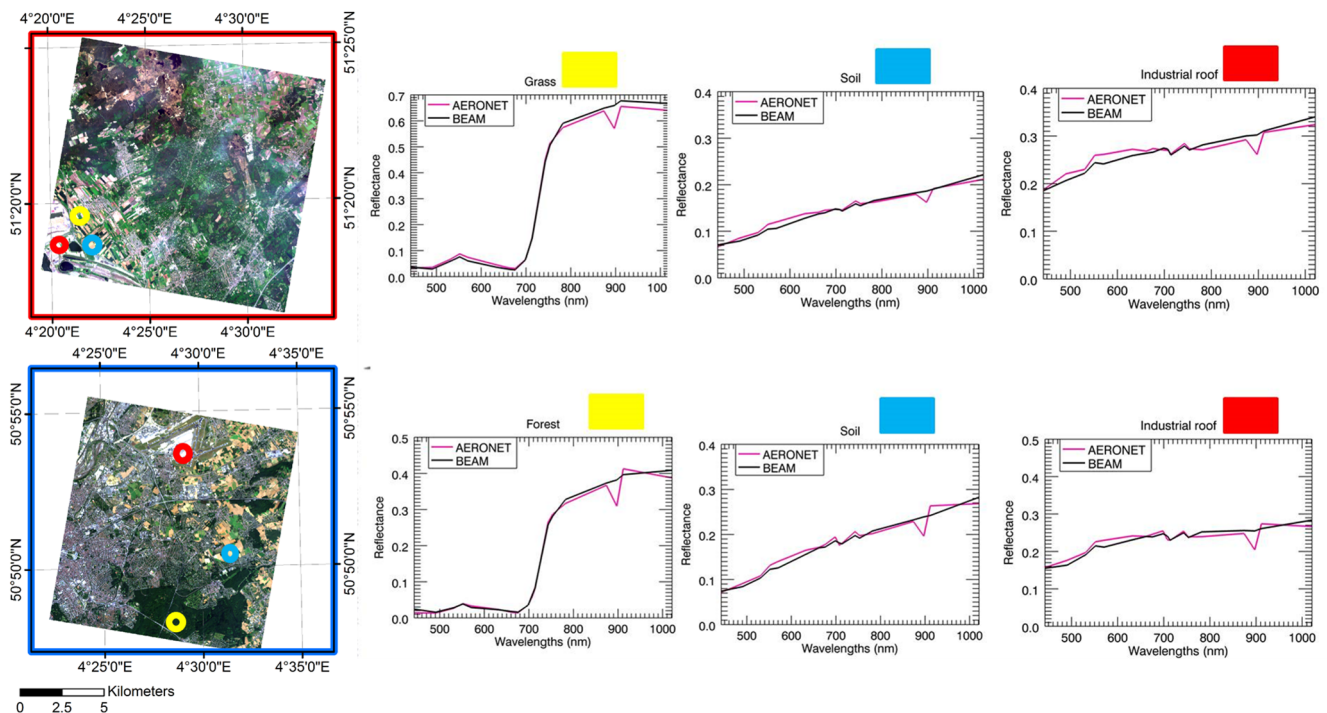 4°20'0"E 4°25'0"E 4°30'0"E
51°25'0"N
51°20'0"N
51°20'0"N
4°20'0"E 4°25'0"E 4°30'0"E
Grass
AERONET
BEAM
Reflectance
0.7
0.6
0.5
0.4
0.3
0.2
0.1
0.0
500 600 700 800 900 1000
Wavelengths (nm)
Soil
AERONET
BEAM
Reflectance
0.4
0.3
0.2
0.1
0.0
500 600 700 800 900 1000
Wavelengths (nm)
Industrial roof
AERONET
BEAM
Reflectance
0.4
0.3
0.2
0.1
0.0
500 600 700 800 900 1000
Wavelengths (nm)
4°25'0"E 4°30'0"E 4°35'0"E
50°55'0"N
50°55'0"N
50°50'0"N
50°50'0"N
4°25'0"E 4°30'0"E 4°35'0"E
Kilometers
0 2.5 5
Forest
AERONET
BEAM
Reflectance
0.5
0.4
0.3
0.2
0.1
0.0
500 600 700 800 900 1000
Wavelengths (nm)
Soil
AERONET
BEAM
Reflectance
0.4
0.3
0.2
0.1
0.0
500 600 700 800 900 1000
Wavelengths (nm)
Industrial roof
AERONET
BEAM
Reflectance
0.5
0.4
0.3
0.2
0.1
0.0
500 600 700 800 900 1000
Wavelengths (nm)